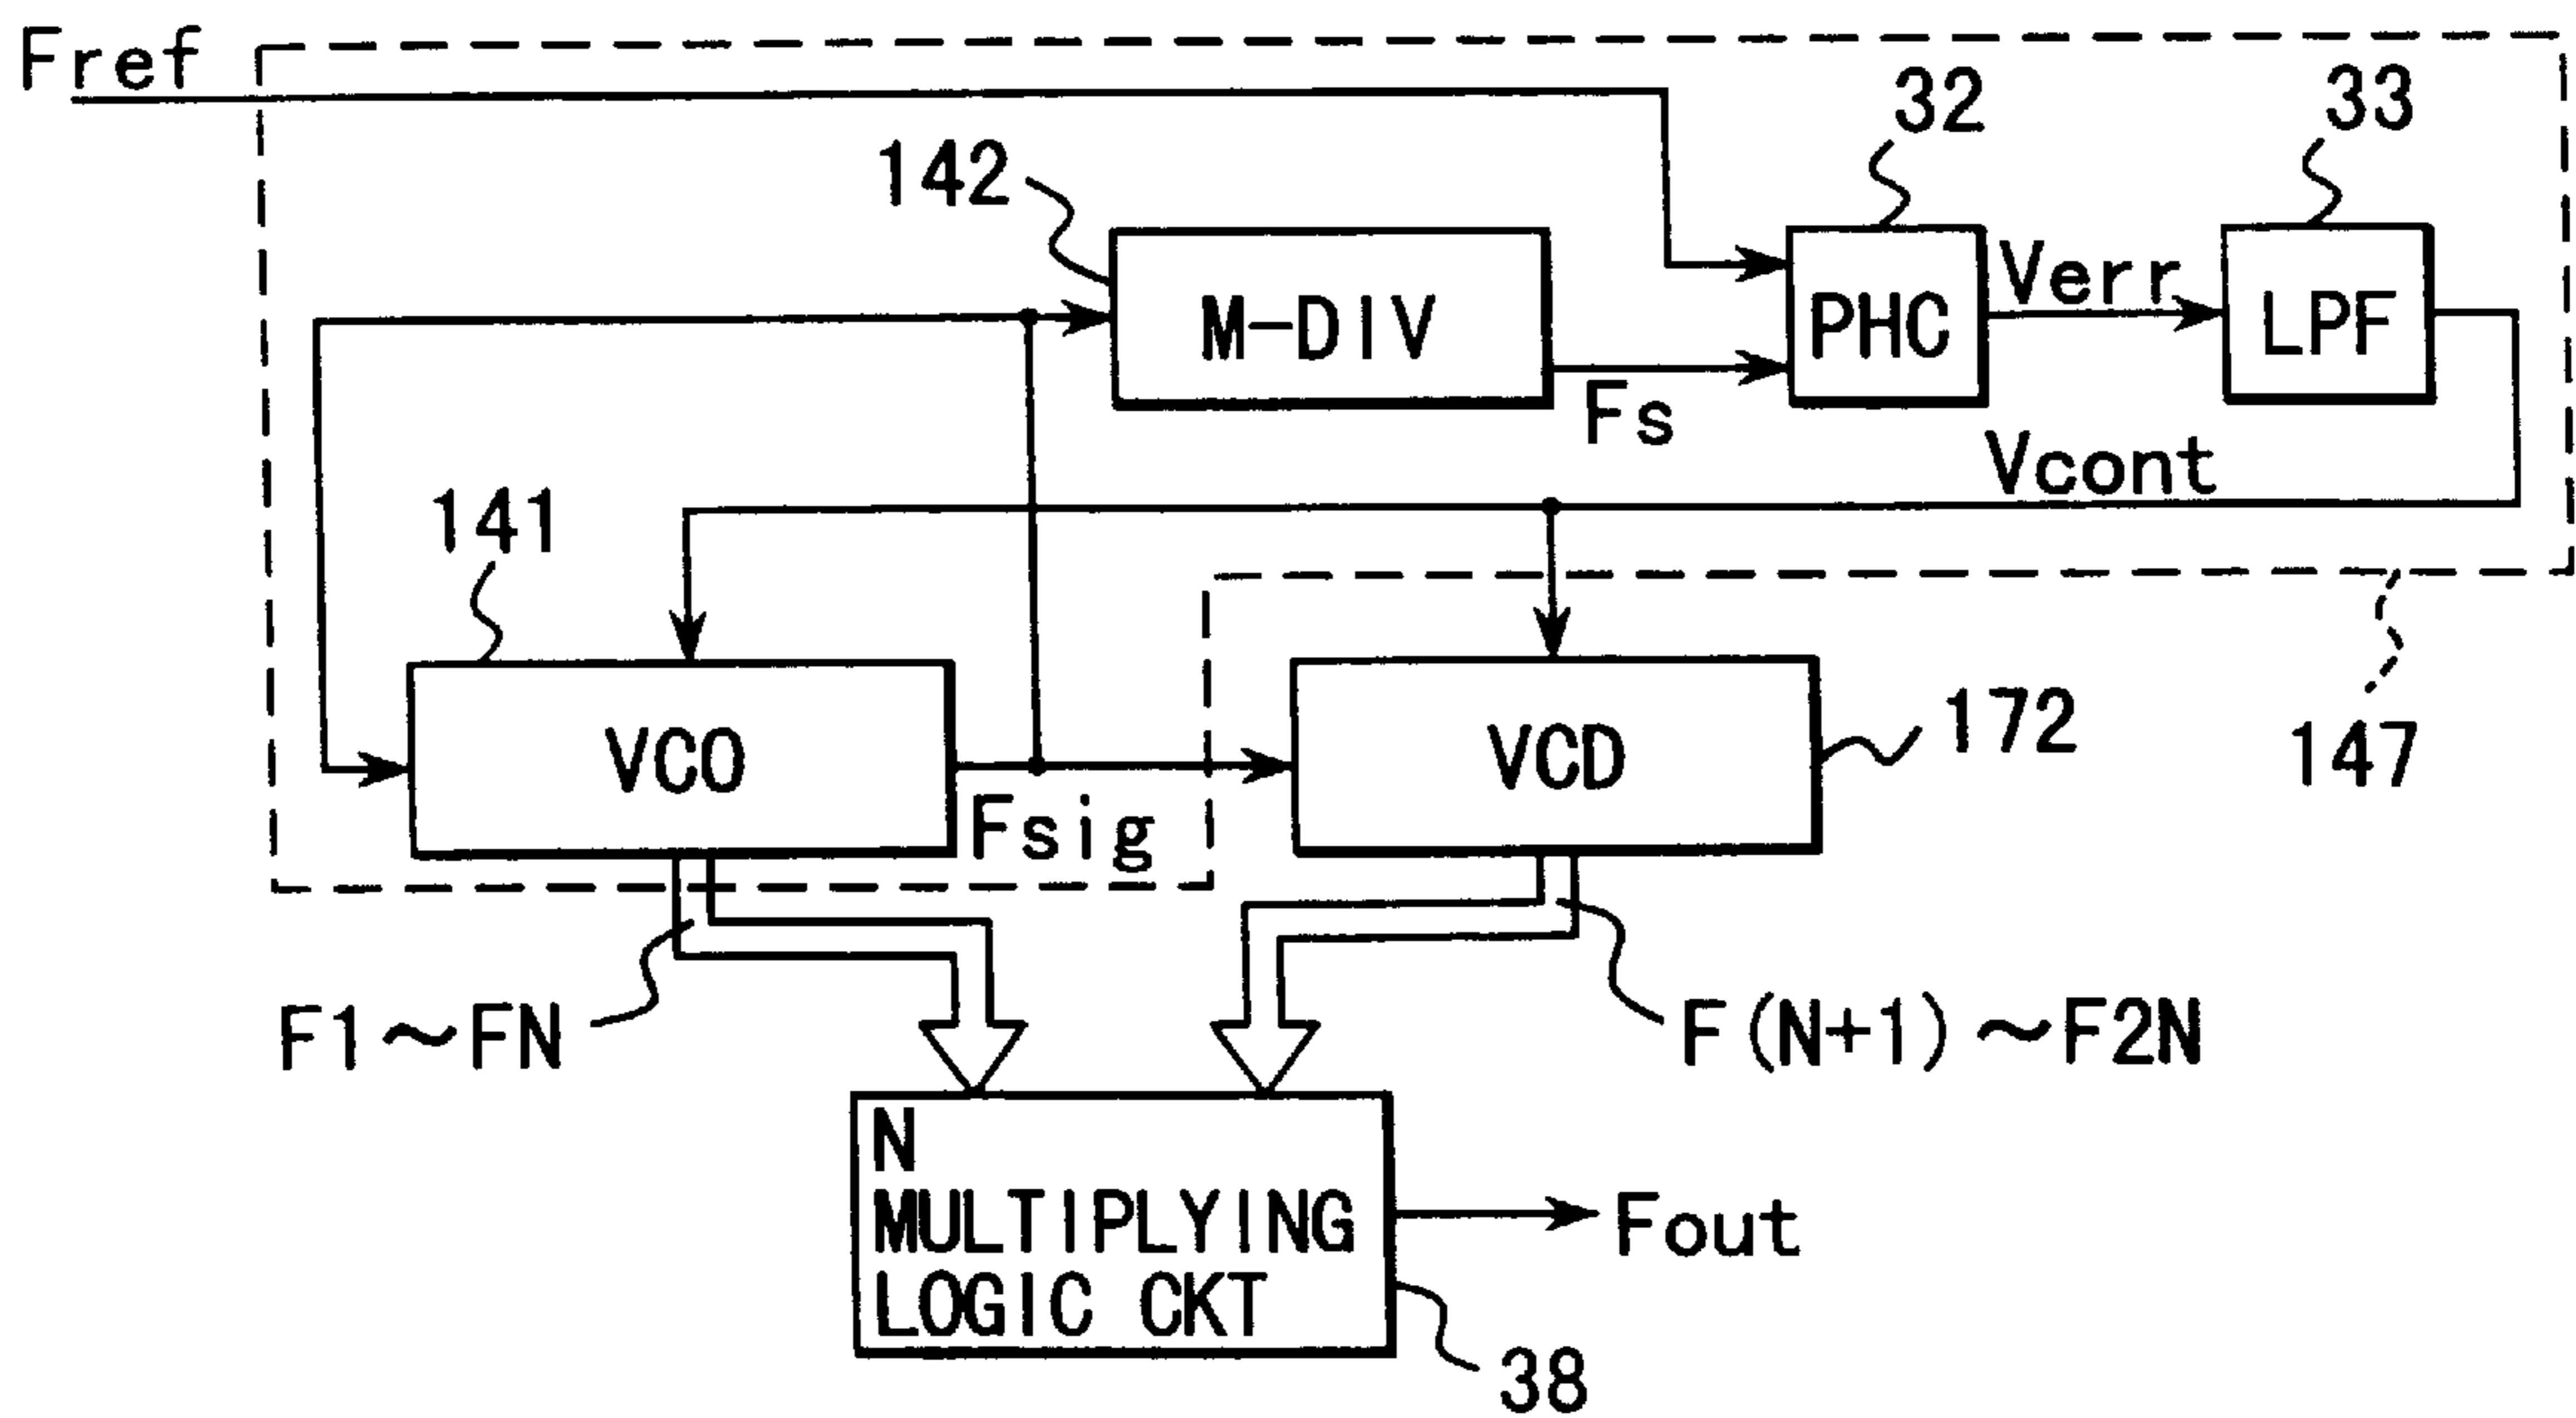 Fref
32
33
142
M-DIV
PHC
Verr
LPF
Fs
Vcont
141
VCO
VCD
172
147
Fsig
F1～FN
F(N+1)～F2N
N
MULTIPLYING
LOGIC CKT
Fout
38